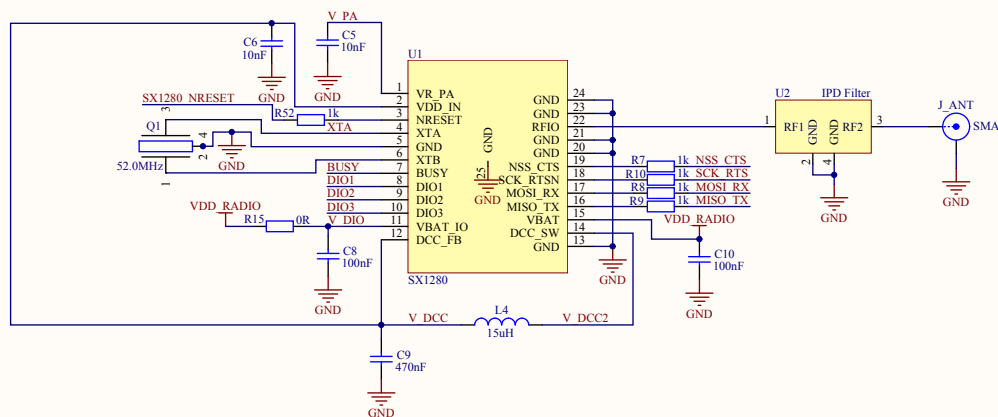 V_PA
C6
10nF
GND
C5
10nF
GND
U1
1 VR_PA
2 VDD_IN
3 NRESET
4 XTA
5 GND
6 XTB
7 BUSY
8 DIO1
9 DIO2
10 DIO3
11 VBAT_IO
12 DCC_FB
GND 24
GND 23
RFIO 22
GND 21
GND 20
NSS_CTS 19
SCK_RTSN 18
MOSI_RX 17
MISO_TX 16
VBAT 15
DCC_SW 14
GND 13
GND
25
GND
SX1280
SX1280_NRESET
R52 1k
XTA
3
Q1
4
2
GND
52.0MHz
1
BUSY
DIO1
DIO2
DIO3
VDD_RADIO
R15 0R
V_DIO
C8
100nF
GND
R7 1k NSS_CTS
R10 1k SCK_RTS
R8 1k MOSI_RX
R9 1k MISO_TX
VDD_RADIO
C10
100nF
GND
GND
U2 IPD Filter
1 RF1 GND GND RF2 3
2 4
GND
J_ANT
SMA
GND
V_DCC
L4
15uH
V_DCC2
C9
470nF
GND